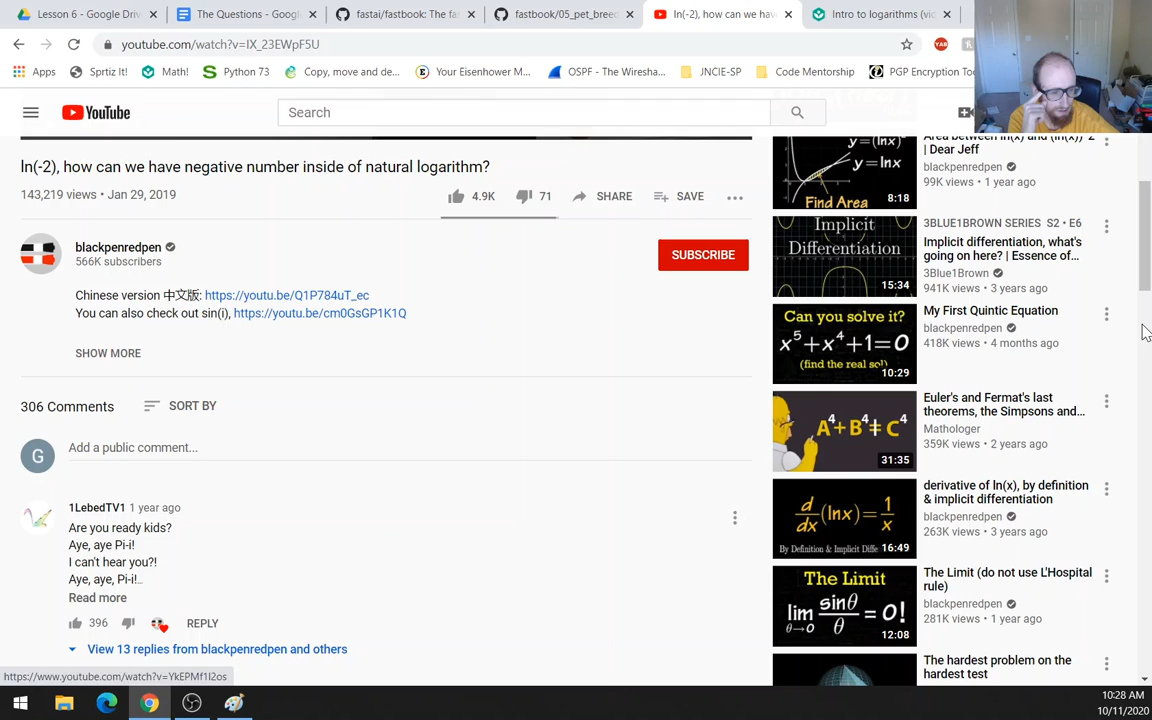 Lesson 6 - Google Driv
The Questions - Googl
fastai/fastbook: The fa
fastbook/05_pet_breed
ln(-2), how can we hav
Intro to logarithms (vid
youtube.com/watch?v=IX_23EWpF5U
Apps
Sprtiz It!
Math!
Python 73
Copy, move and de...
Your Eisenhower M...
OSPF - The Wiresha...
JNCIE-SP
Code Mentorship
PGP Encryption To
YouTube
Search
ln(-2), how can we have negative number inside of natural logarithm?
143,219 views • Jan 29, 2019
4.9K
71
SHARE
SAVE
blackpenredpen
566K subscribers
SUBSCRIBE
Chinese version 中文版: https://youtu.be/Q1P784uT_ec
You can also check out sin(i), https://youtu.be/cm0GsGP1K1Q
SHOW MORE
306 Comments
SORT BY
G
Add a public comment...
1LebedTV1 1 year ago
Are you ready kids?
Aye, aye Pi-i!
I can't hear you?!
Aye, aye, Pi-i!..
Read more
396
REPLY
View 13 replies from blackpenredpen and others
https://www.youtube.com/watch?v=YkEPMf1I2os
y=(lnx)²
y=lnx
Find Area
8:18
| Dear Jeff
blackpenredpen
99K views • 1 year ago
Implicit
Differentiation
15:34
3BLUE1BROWN SERIES S2 • E6
Implicit differentiation, what's
going on here? | Essence of...
3Blue1Brown
941K views • 3 years ago
Can you solve it?
x⁵+x⁴+1=0
(find the real sol)
10:29
My First Quintic Equation
blackpenredpen
418K views • 4 months ago
A⁴+B⁴≠C⁴
31:35
Euler's and Fermat's last
theorems, the Simpsons and...
Mathologer
359K views • 2 years ago
d/dx(lnx)=1/x
By Definition & Implicit Diffe
16:49
derivative of ln(x), by definition
& implicit differentiation
blackpenredpen
263K views • 3 years ago
The Limit
lim θ→0 sinθ/θ=0!
12:08
The Limit (do not use L'Hospital
rule)
blackpenredpen
281K views • 1 year ago
The hardest problem on the
hardest test
10:28 AM
10/11/2020